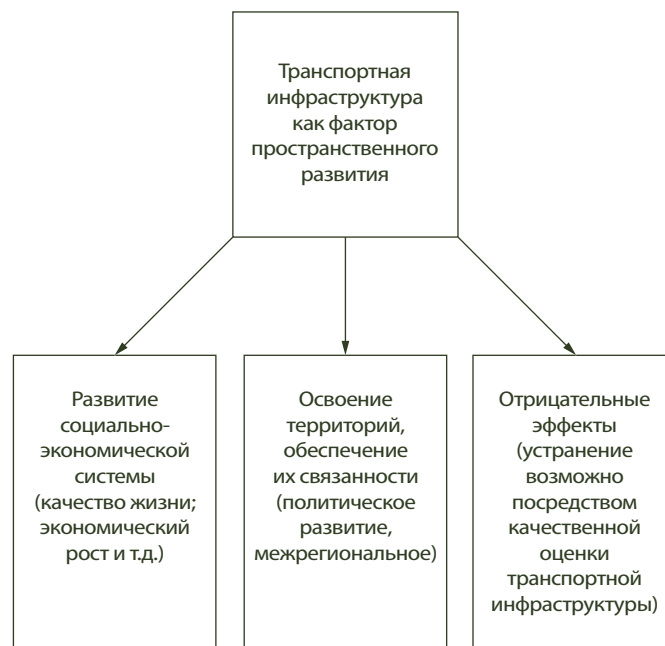 Транспортная
инфраструктура
как фактор
пространственного
развития
Развитие
социально-
экономической
системы
(качество жизни;
экономический
рост и т.д.)
Освоение
территорий,
обеспечение
их связанности
(политическое
развитие,
межрегиональное)
Отрицательные
эффекты
(устранение
возможно
посредством
качественной
оценки
транспортной
инфраструктуры)